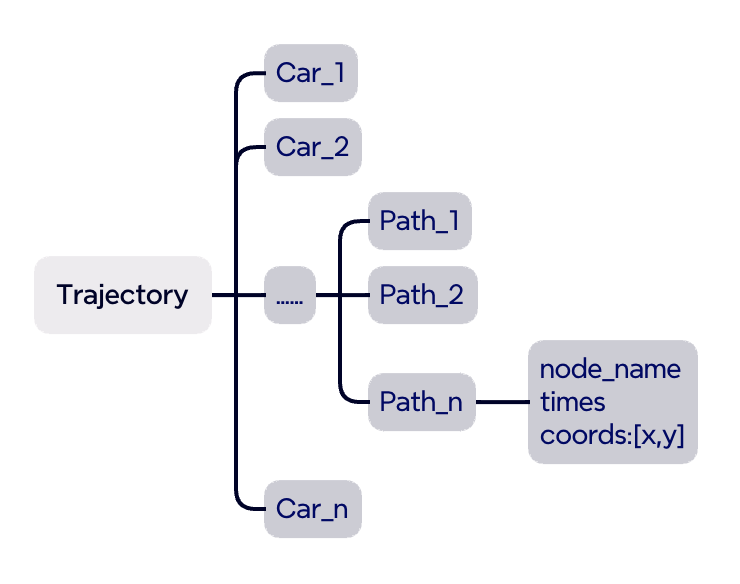 Car_1
Car_2
Path_1
Trajectory
......
Path_2
node_name
times
coords:[x,y]
Path_n
Car_n